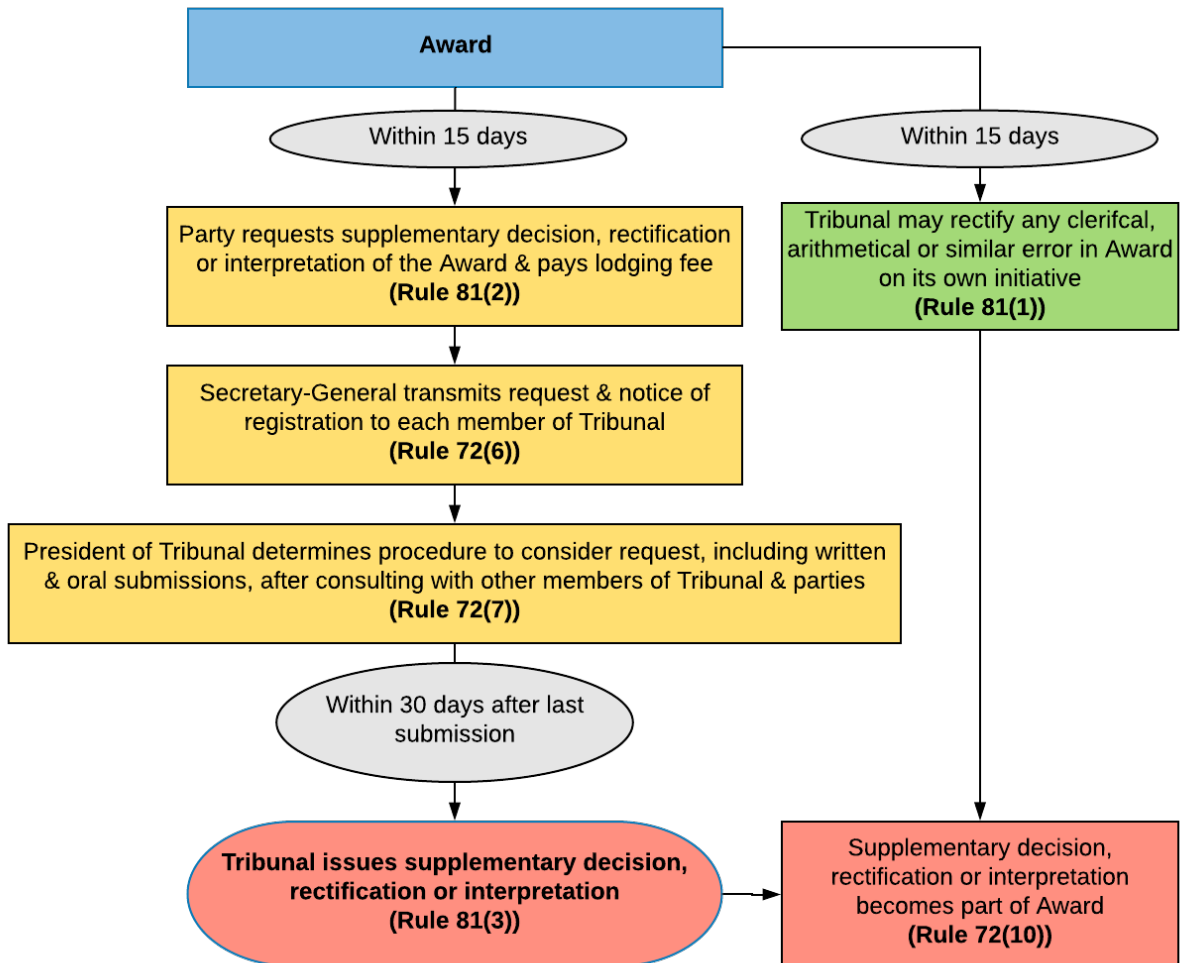 Award
Within 15 days
Within 15 days
Party requests supplementary decision, rectification
or interpretation of the Award & pays lodging fee
(Rule 81(2))
Tribunal may rectify any clerifcal,
arithmetical or similar error in Award
on its own initiative
(Rule 81(1))
Secretary-General transmits request & notice of
registration to each member of Tribunal
(Rule 72(6))
President of Tribunal determines procedure to consider request, including written
& oral submissions, after consulting with other members of Tribunal & parties
(Rule 72(7))
Within 30 days after last
submission
Tribunal issues supplementary decision,
rectification or interpretation
(Rule 81(3))
Supplementary decision,
rectification or interpretation
becomes part of Award
(Rule 72(10))